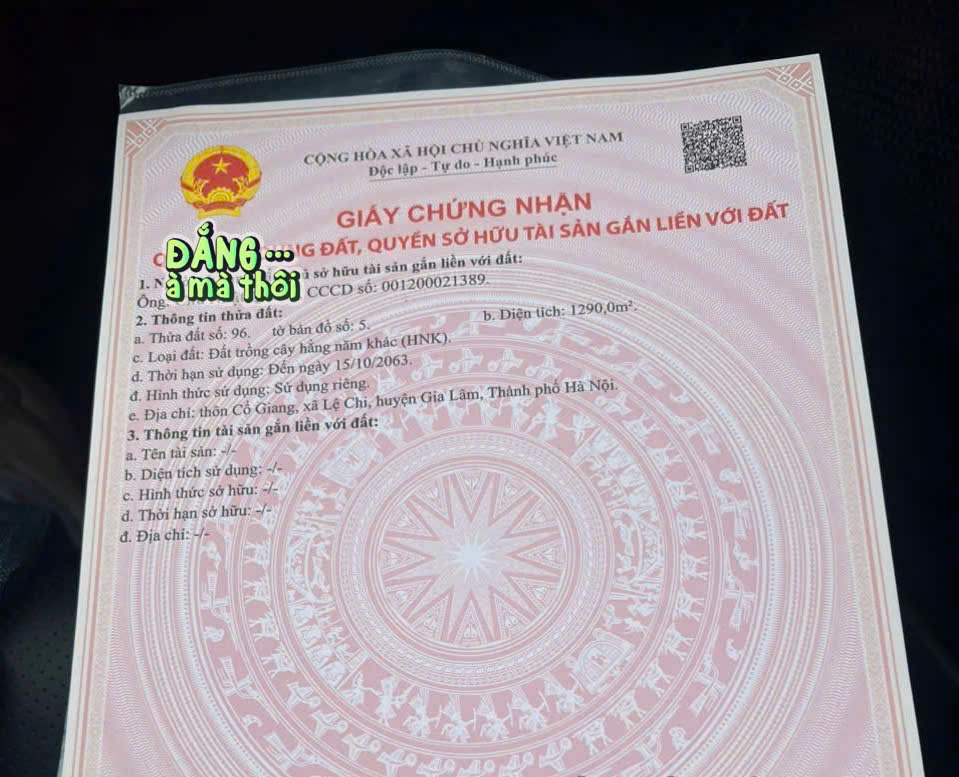 CỘNG HÒA XÃ HỘI CHỦ NGHĨA VIỆT NAM
Độc lập - Tự do - Hạnh phúc
GIẤY CHỨNG NHẬN
ĐẤT, QUYỀN SỞ HỮU TÀI SẢN GẮN LIỀN VỚI ĐẤT
ĐẮNG ...
à mà thôi
1. sở hữu tài sản gắn liền với đất:
Ông: CCCD số: 001200021389.
2. Thông tin thửa đất:
a. Thửa đất số: 96. tờ bản đồ số: 5. b. Diện tích: 1290,0m².
c. Loại đất: Đất trồng cây hằng năm khác (HNK).
d. Thời hạn sử dụng: Đến ngày 15/10/2063.
đ. Hình thức sử dụng: Sử dụng riêng.
e. Địa chỉ: thôn Cổ Giang, xã Lệ Chi, huyện Gia Lâm, Thành phố Hà Nội.
3. Thông tin tài sản gắn liền với đất:
a. Tên tài sản: -/-
b. Diện tích sử dụng: -/-
c. Hình thức sở hữu: -/-
d. Thời hạn sở hữu: -/-
đ. Địa chỉ: -/-